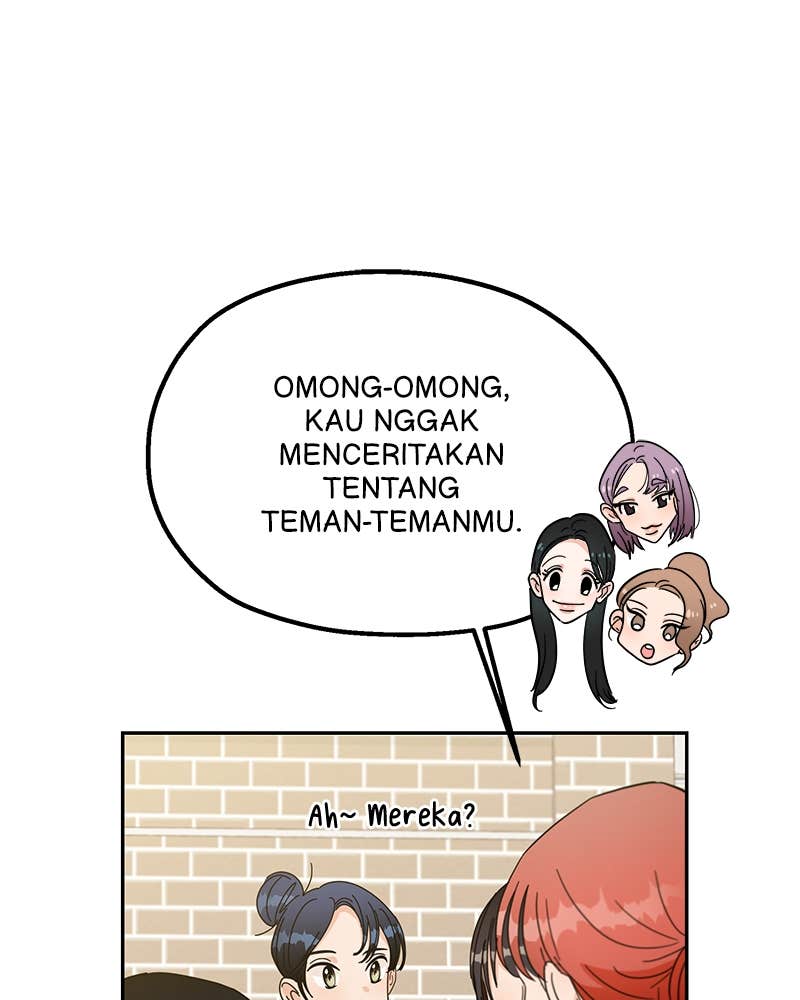 OMONG-OMONG,
KAU NGGAK
MENCERITAKAN
TENTANG
TEMAN-TEMANMU.
Ah~ Mereka?